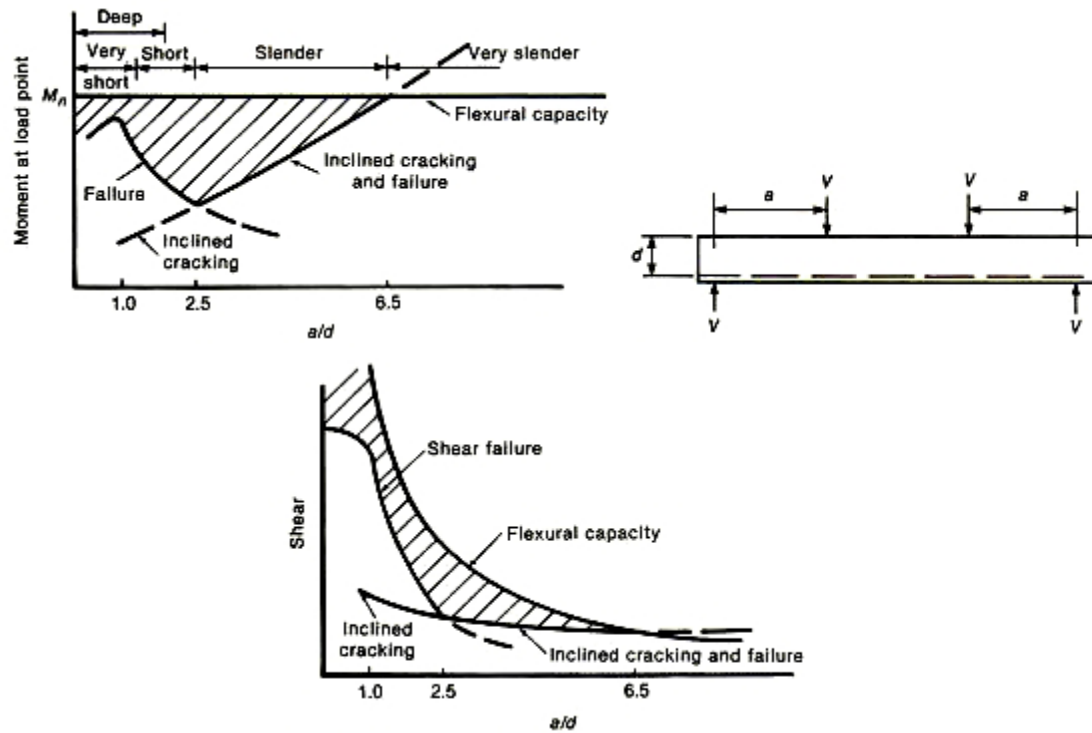 Deep
Very
Short
Slender
Very slender
short
Mn
Flexural capacity
Moment at load point
Failure
Inclined cracking
and failure
Inclined
cracking
1.0
2.5
6.5
a/d
V
V
a
a
d
V
V
Shear
Shear failure
Flexural capacity
Inclined
cracking
Inclined cracking and failure
1.0
2.5
6.5
a/d